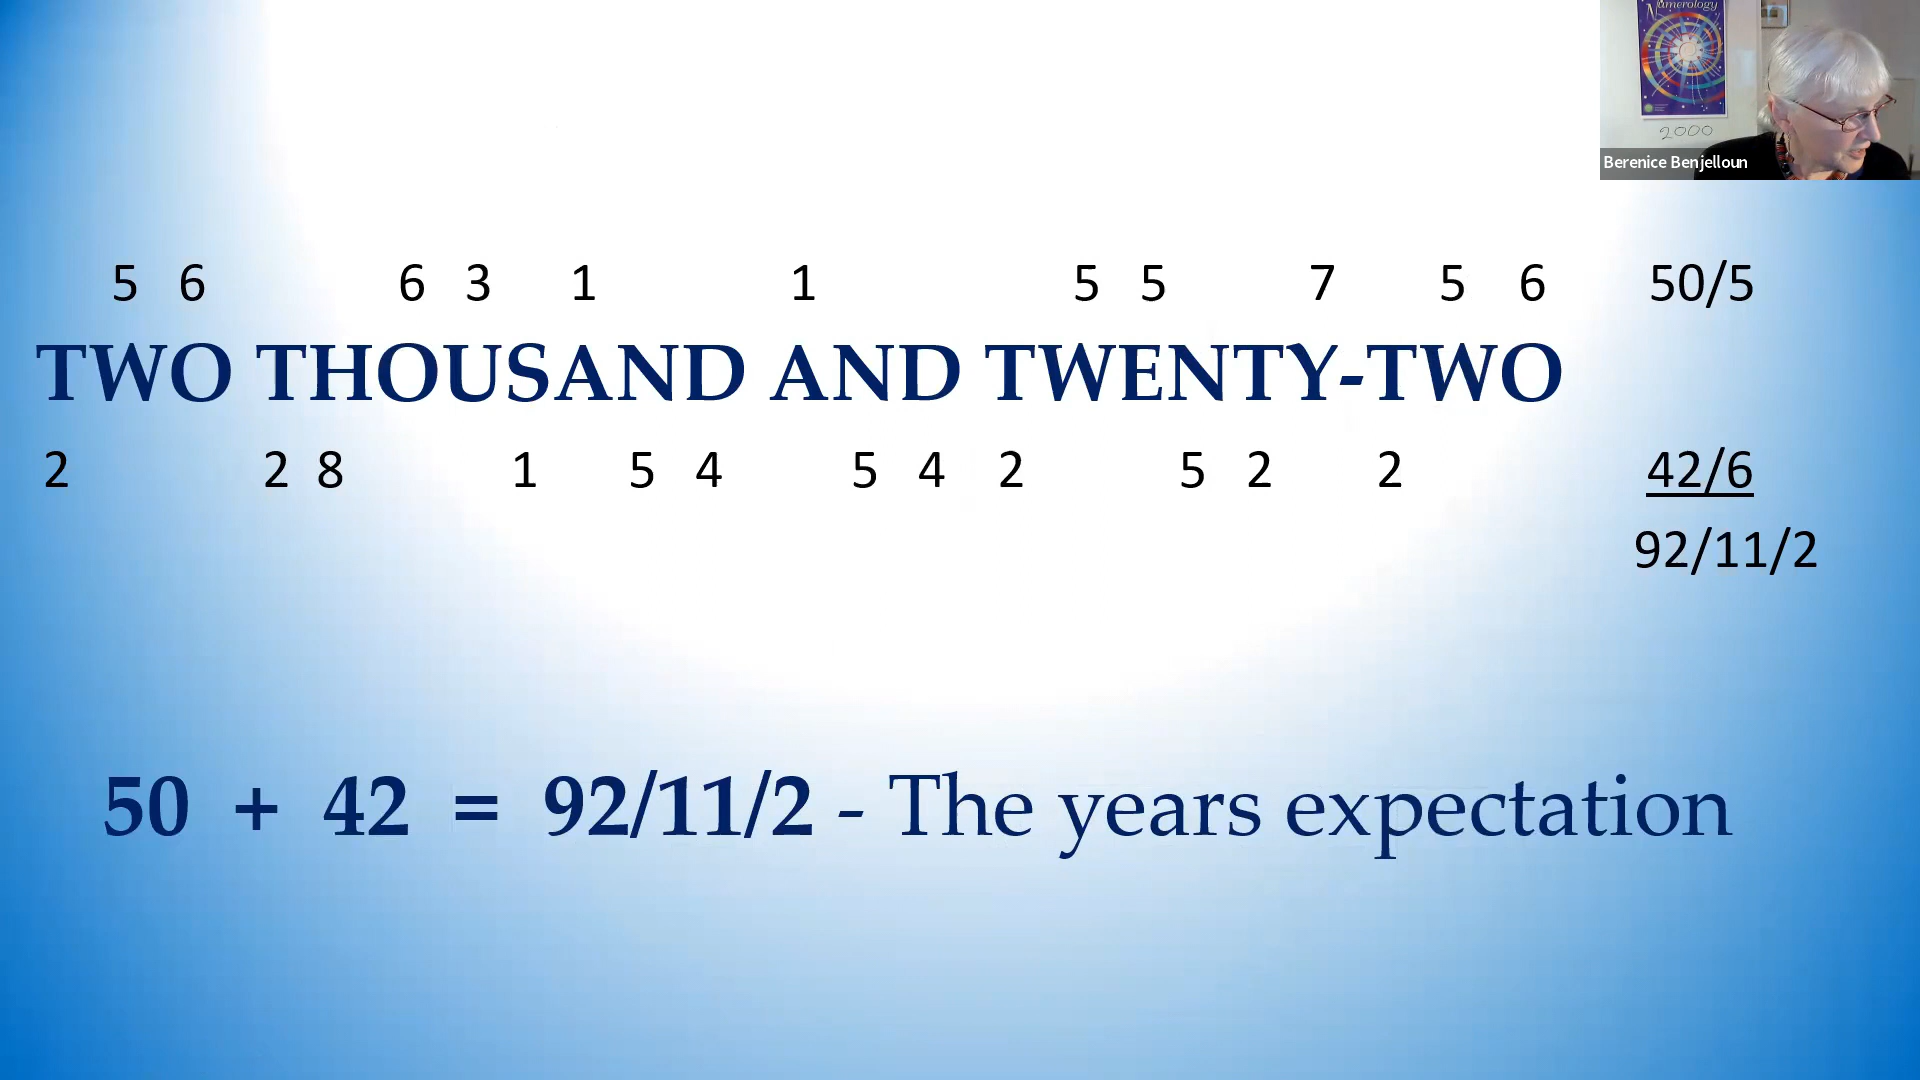 Numerology
2000
Berenice Benjelloun
5 6 6 3 1 1 5 5 7 5 6 50/5
TWO THOUSAND AND TWENTY-TWO
2 2 8 1 5 4 5 4 2 5 2 2 42/6
92/11/2
50 + 42 = 92/11/2 - The years expectation